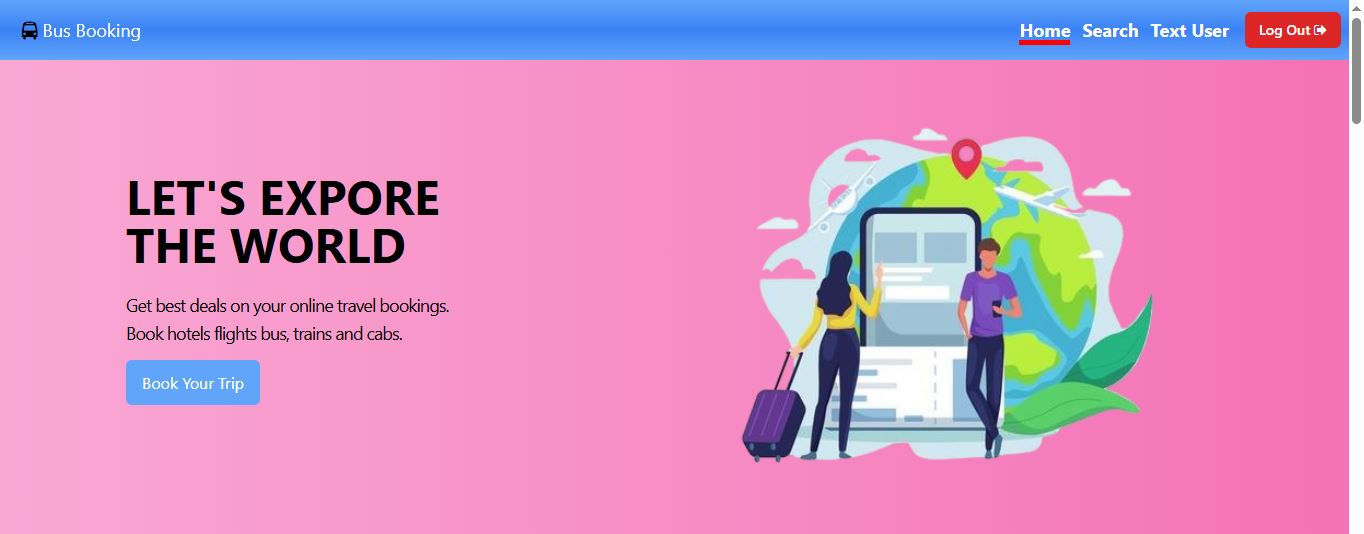 Bus Booking
Home Search Text User Log Out
LET'S EXPORE
THE WORLD
Get best deals on your online travel bookings.
Book hotels flights bus, trains and cabs.
Book Your Trip